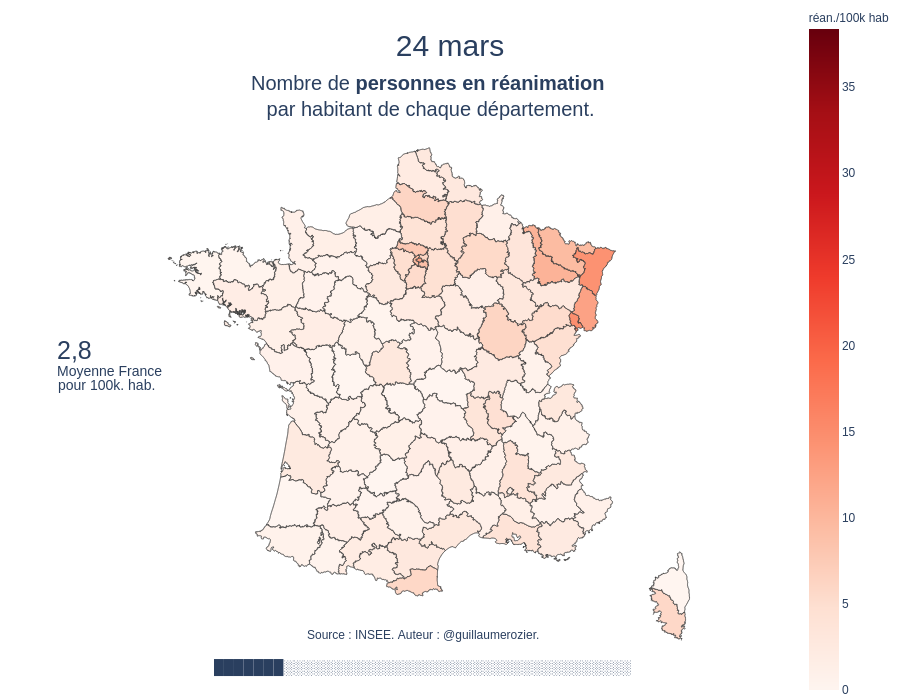 réan./100k hab
24 mars
Nombre de personnes en réanimation
par habitant de chaque département.
35
30
25
20
15
10
5
0
2,8
Moyenne France
pour 100k. hab.
Source : INSEE. Auteur : @guillaumerozier.